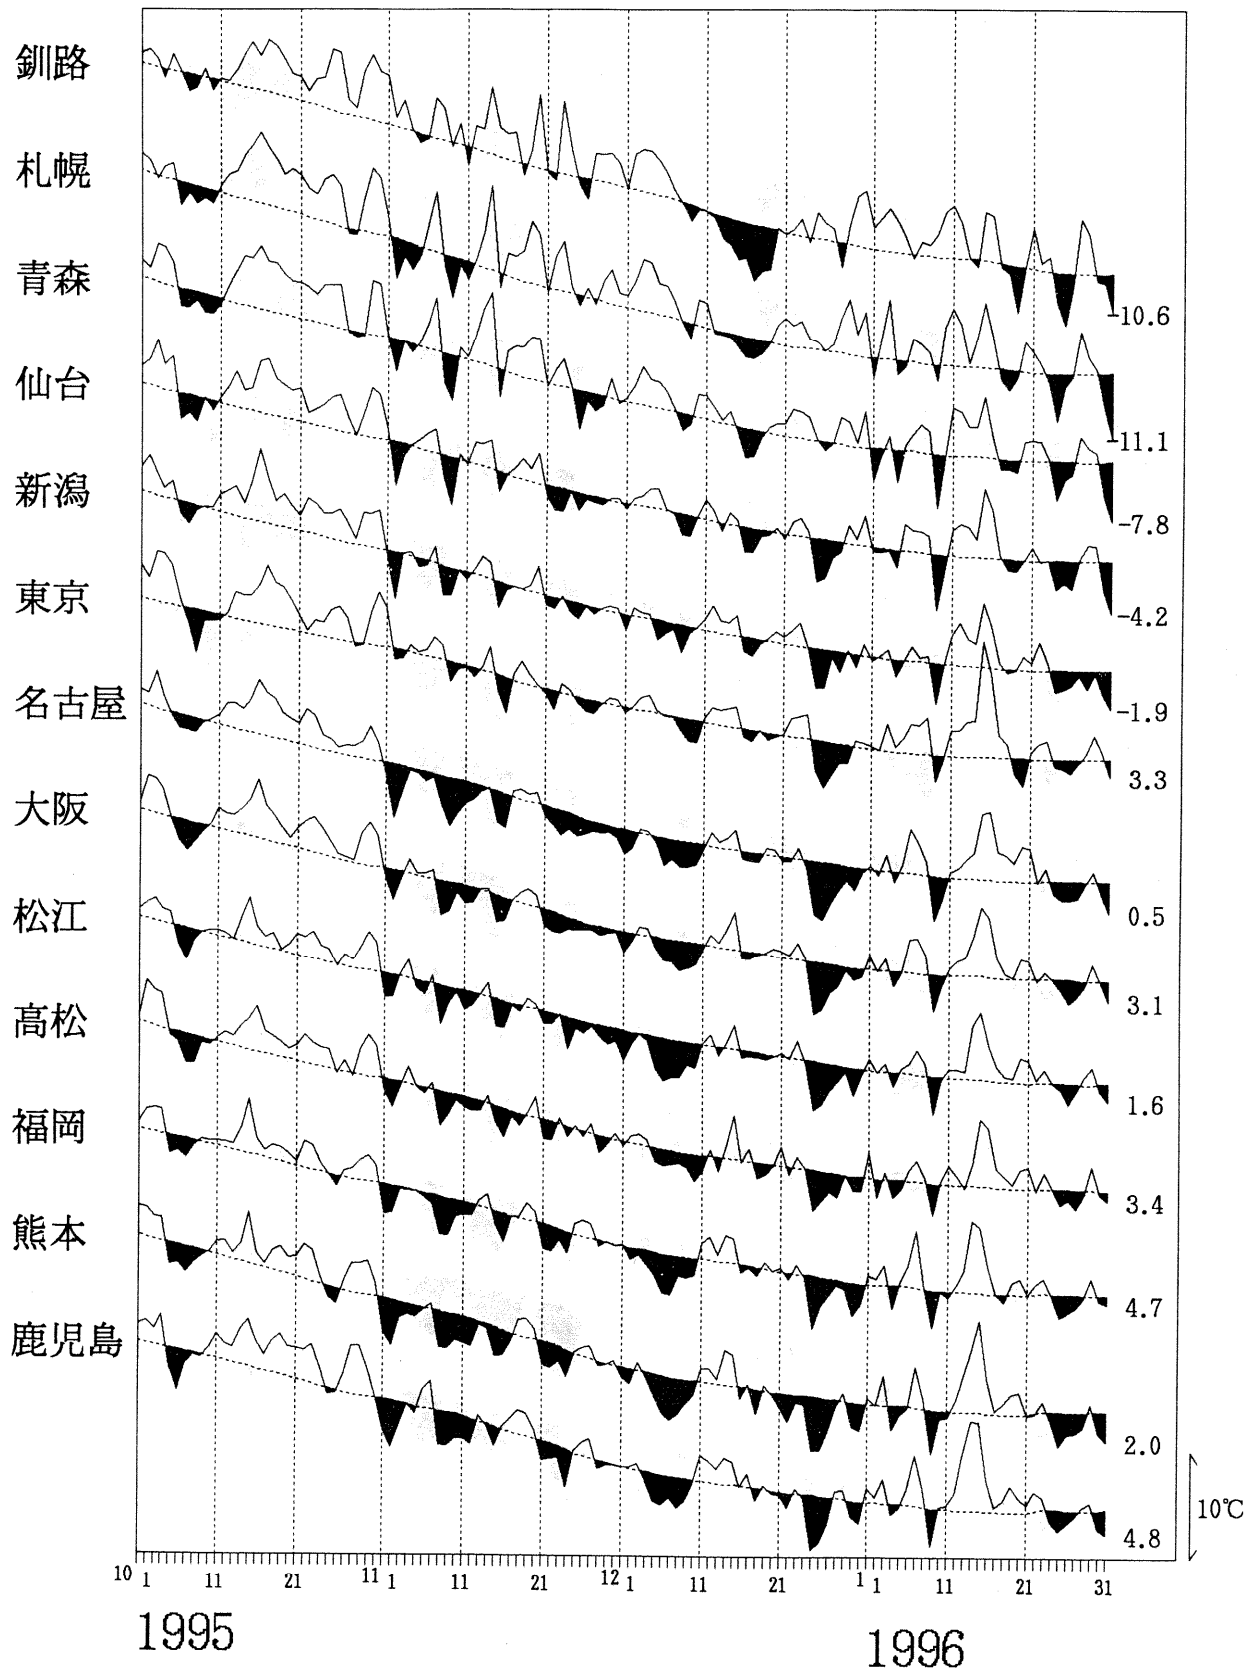 釧路
札幌
青森
仙台
新潟
東京
名古屋
大阪
松江
高松
福岡
熊本
鹿児島
-10.6
-11.1
-7.8
-4.2
-1.9
3.3
0.5
3.1
1.6
3.4
4.7
2.0
4.8
10℃
10 1 11 21 11 1 11 21 12 1 11 21 1 1 11 21 31
1995 1996